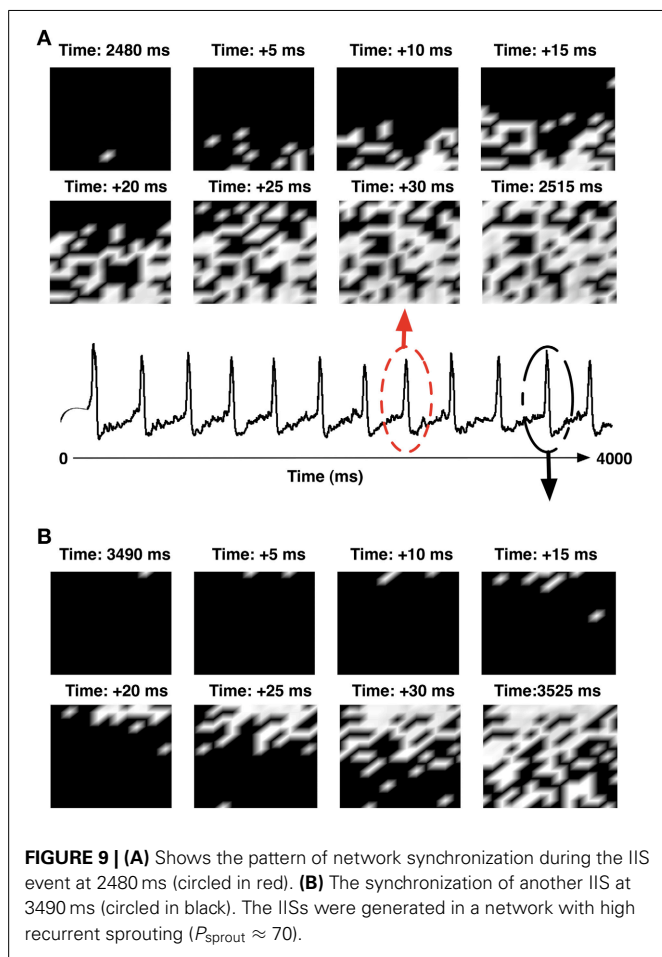 A
Time: 2480 ms Time: +5 ms Time: +10 ms Time: +15 ms
Time: +20 ms Time: +25 ms Time: +30 ms Time: 2515 ms
0 Time (ms) 4000
B
Time: 3490 ms Time: +5 ms Time: +10 ms Time: +15 ms
Time: +20 ms Time: +25 ms Time: +30 ms Time:3525 ms
FIGURE 9 | (A) Shows the pattern of network synchronization during the IIS
event at 2480 ms (circled in red). (B) The synchronization of another IIS at
3490 ms (circled in black). The IISs were generated in a network with high
recurrent sprouting (Psprout ≈ 70).